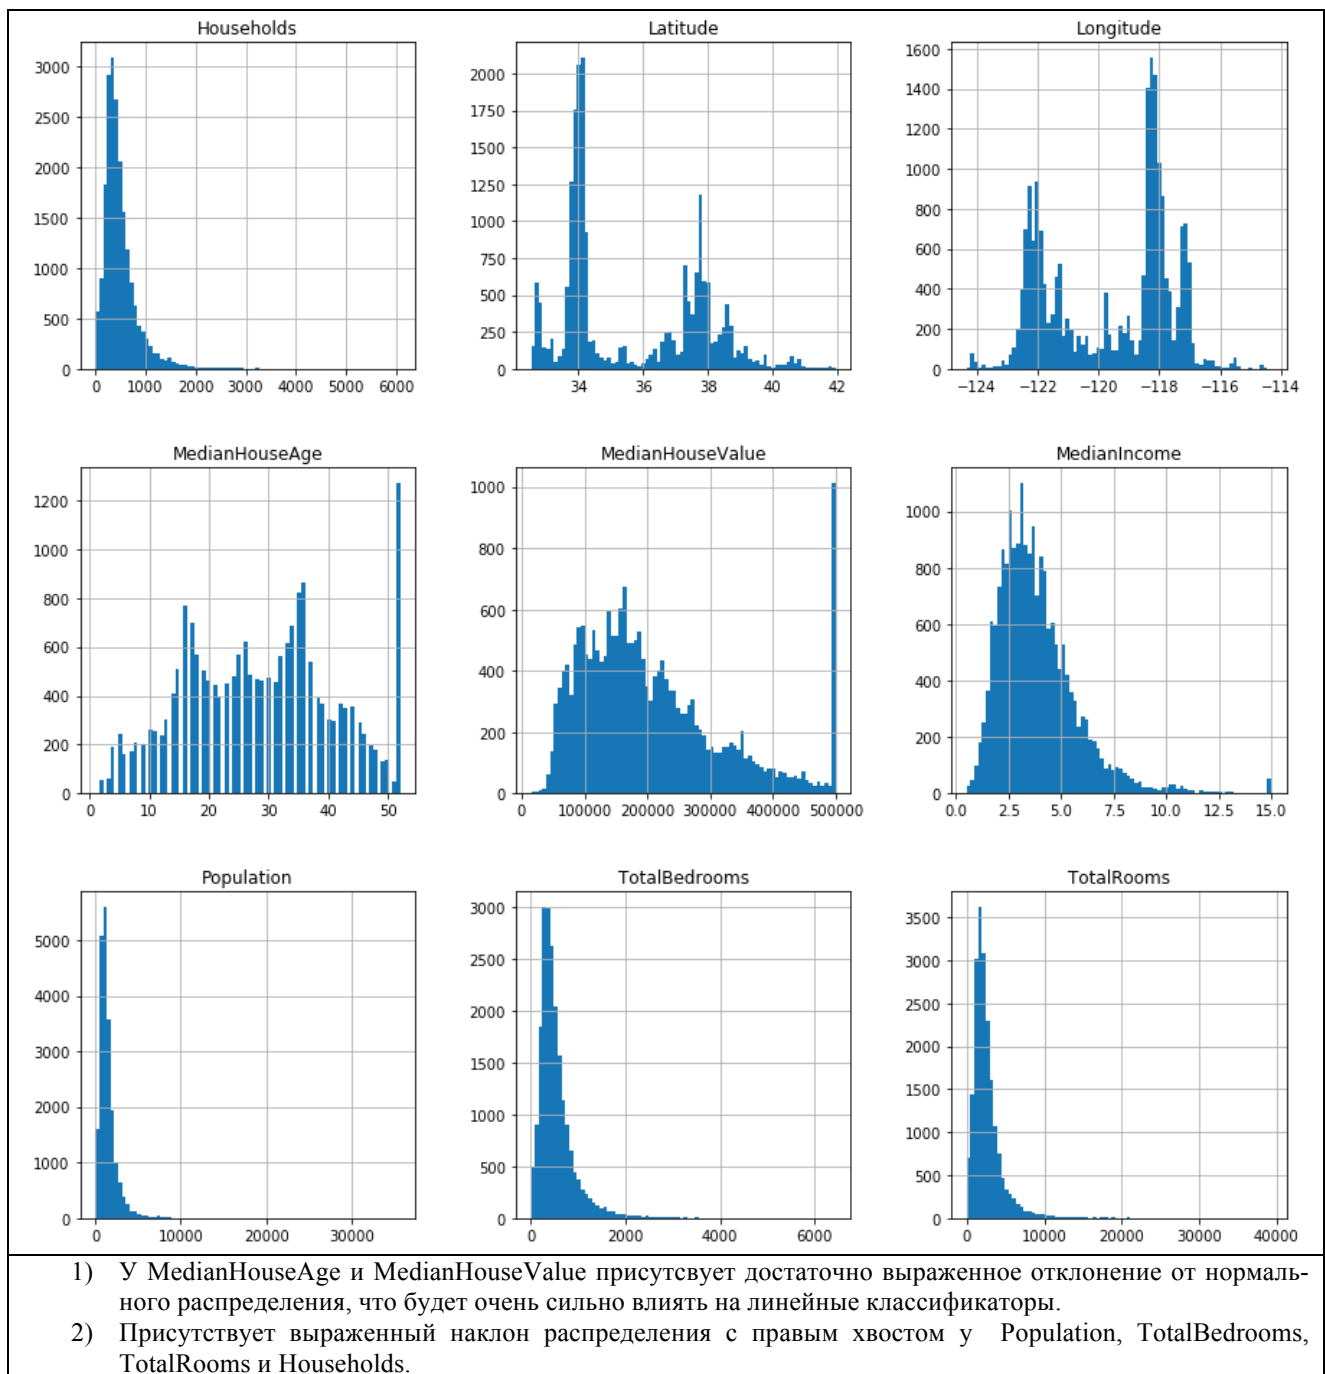 Households
Latitude
Longitude
3000
2500
2000
1500
1000
500
0
0 1000 2000 3000 4000 5000 6000
2000
1750
1500
1250
1000
750
500
250
0
34 36 38 40 42
1600
1400
1200
1000
800
600
400
200
0
−124 −122 −120 −118 −116 −114
MedianHouseAge
MedianHouseValue
MedianIncome
1200
1000
800
600
400
200
0
0 10 20 30 40 50
1000
800
600
400
200
0
0 100000 200000 300000 400000 500000
1000
800
600
400
200
0
0.0 2.5 5.0 7.5 10.0 12.5 15.0
Population
TotalBedrooms
TotalRooms
5000
4000
3000
2000
1000
0
0 10000 20000 30000
3000
2500
2000
1500
1000
500
0
0 2000 4000 6000
3500
3000
2500
2000
1500
1000
500
0
0 10000 20000 30000 40000
1) У MedianHouseAge и MedianHouseValue присутсвует достаточно выраженное отклонение от нормаль-
ного распределения, что будет очень сильно влиять на линейные классификаторы.
2) Присутствует выраженный наклон распределения с правым хвостом у Population, TotalBedrooms,
TotalRooms и Households.